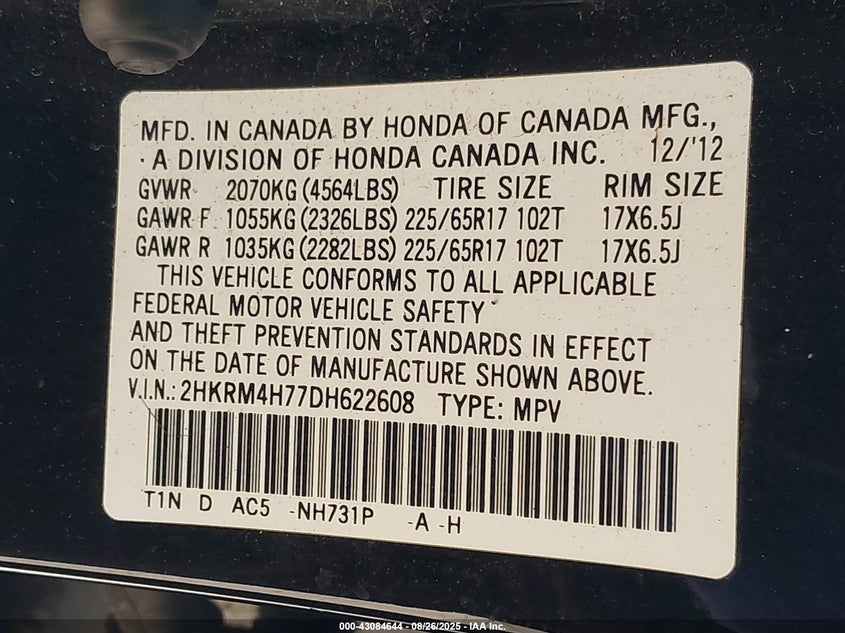 MFD. IN CANADA BY HONDA OF CANADA MFG.,
· A DIVISION OF HONDA CANADA INC. 12/'12
GVWR 2070KG (4564LBS) TIRE SIZE RIM SIZE
GAWR F 1055KG (2326LBS) 225/65R17 102T 17X6.5J
GAWR R 1035KG (2282LBS) 225/65R17 102T 17X6.5J
THIS VEHICLE CONFORMS TO ALL APPLICABLE
FEDERAL MOTOR VEHICLE SAFETY
AND THEFT PREVENTION STANDARDS IN EFFECT
ON THE DATE OF MANUFACTURE SHOWN ABOVE.
V.I.N.: 2HKRM4H77DH622608 TYPE: MPV
T1N D AC5 -NH731P -A -H
000-43084644 - 08/26/2025 - IAA Inc.